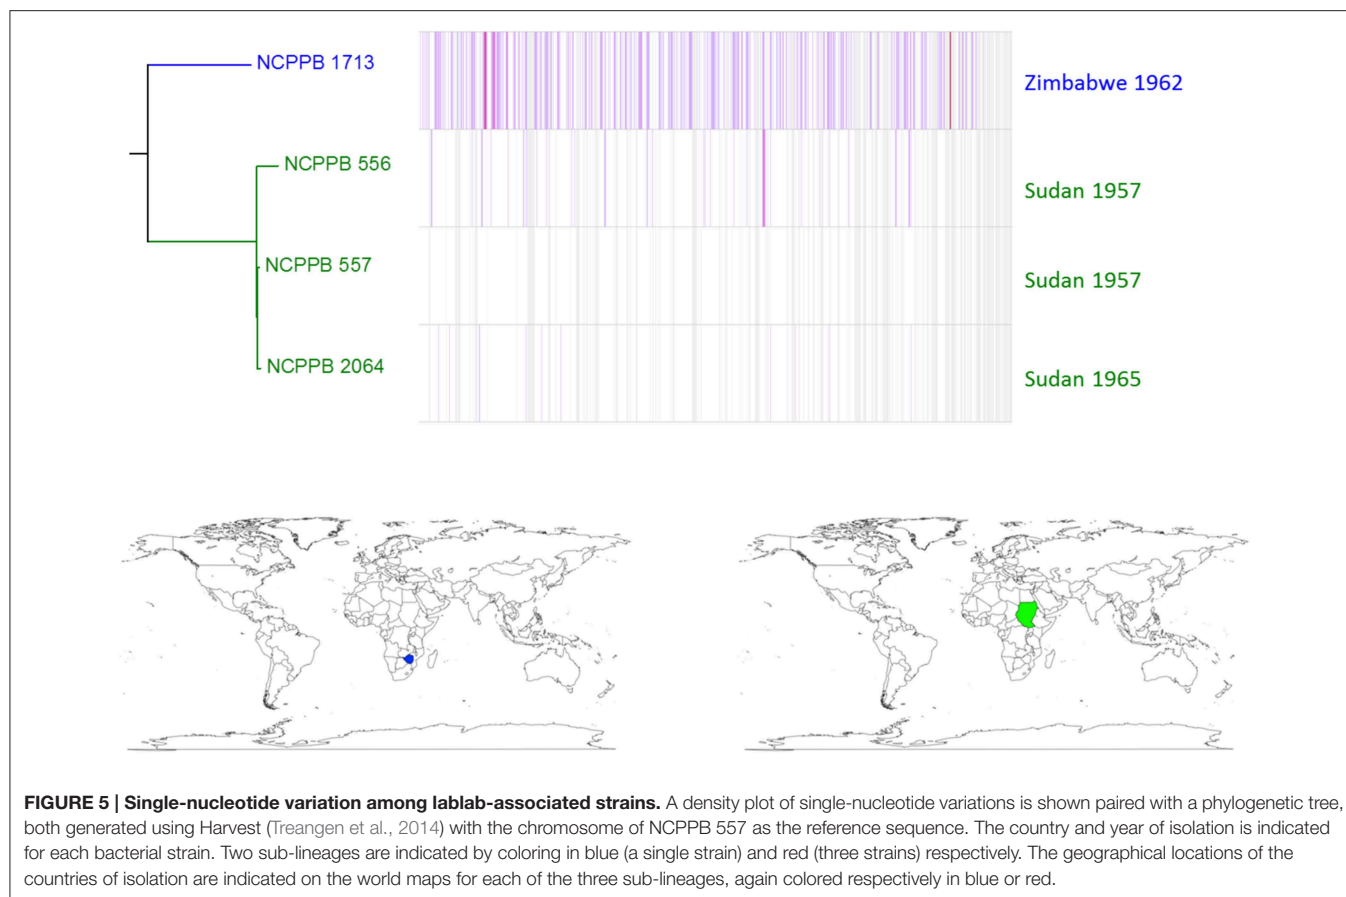 NCPPB 1713
Zimbabwe 1962
NCPPB 556
Sudan 1957
NCPPB 557
Sudan 1957
NCPPB 2064
Sudan 1965
FIGURE 5 | Single-nucleotide variation among lablab-associated strains. A density plot of single-nucleotide variations is shown paired with a phylogenetic tree,
both generated using Harvest (Treangen et al., 2014) with the chromosome of NCPPB 557 as the reference sequence. The country and year of isolation is indicated
for each bacterial strain. Two sub-lineages are indicated by coloring in blue (a single strain) and red (three strains) respectively. The geographical locations of the
countries of isolation are indicated on the world maps for each of the three sub-lineages, again colored respectively in blue or red.